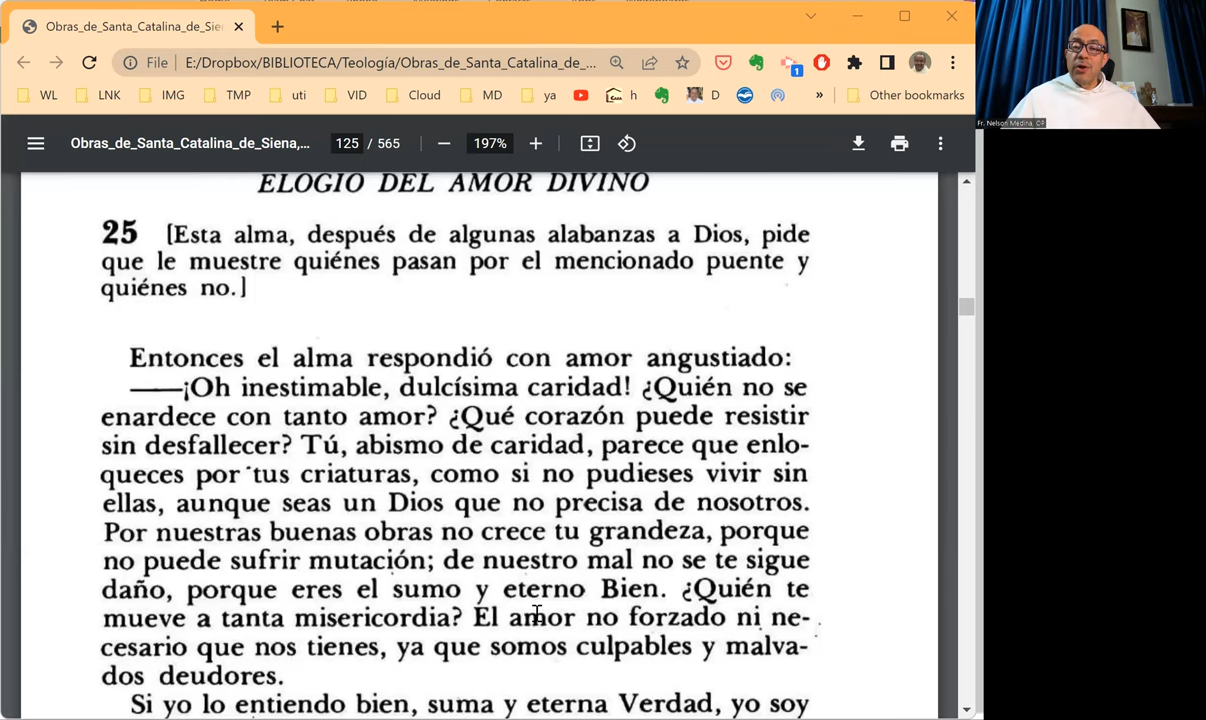 Obras_de_Santa_Catalina_de_Sie
File E:/Dropbox/BIBLIOTECA/Teología/Obras_de_Santa_Catalina_de_...
1
WL LNK IMG TMP uti VID Cloud MD ya h D » Other bookmarks
Obras_de_Santa_Catalina_de_Siena,... 125 / 565 197%
Fr. Nelson Medina, OP
ELOGIO DEL AMOR DIVINO
25 [Esta alma, después de algunas alabanzas a Dios, pide
que le muestre quiénes pasan por el mencionado puente y
quiénes no.]
Entonces el alma respondió con amor angustiado:
—¡Oh inestimable, dulcísima caridad! ¿Quién no se
enardece con tanto amor? ¿Qué corazón puede resistir
sin desfallecer? Tú, abismo de caridad, parece que enlo-
queces por tus criaturas, como si no pudieses vivir sin
ellas, aunque seas un Dios que no precisa de nosotros.
Por nuestras buenas obras no crece tu grandeza, porque
no puede sufrir mutación; de nuestro mal no se te sigue
daño, porque eres el sumo y eterno Bien. ¿Quién te
mueve a tanta misericordia? El amor no forzado ni ne-
cesario que nos tienes, ya que somos culpables y malva-
dos deudores.
Si yo lo entiendo bien, suma y eterna Verdad, yo soy